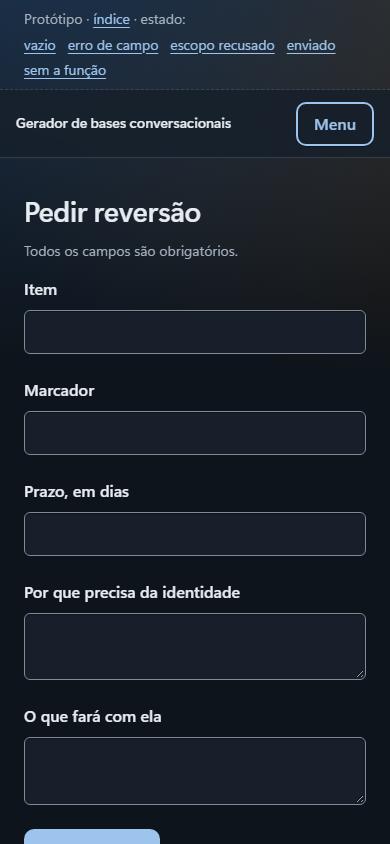 Protótipo · índice · estado:
vazio erro de campo escopo recusado enviado
sem a função
Gerador de bases conversacionais
Menu
Pedir reversão
Todos os campos são obrigatórios.
Item
Marcador
Prazo, em dias
Por que precisa da identidade
O que fará com ela